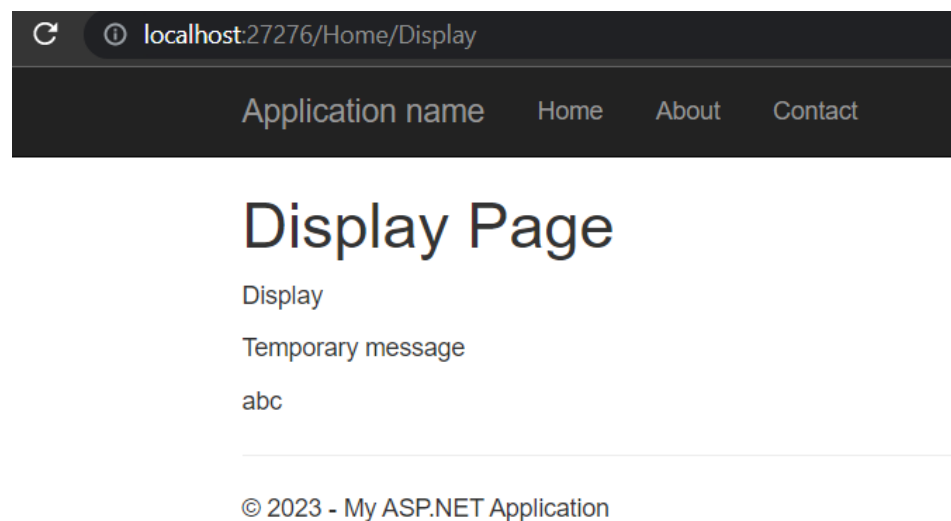 localhost:27276/Home/Display
Application name Home About Contact
Display Page
Display
Temporary message
abc
© 2023 - My ASP.NET Application